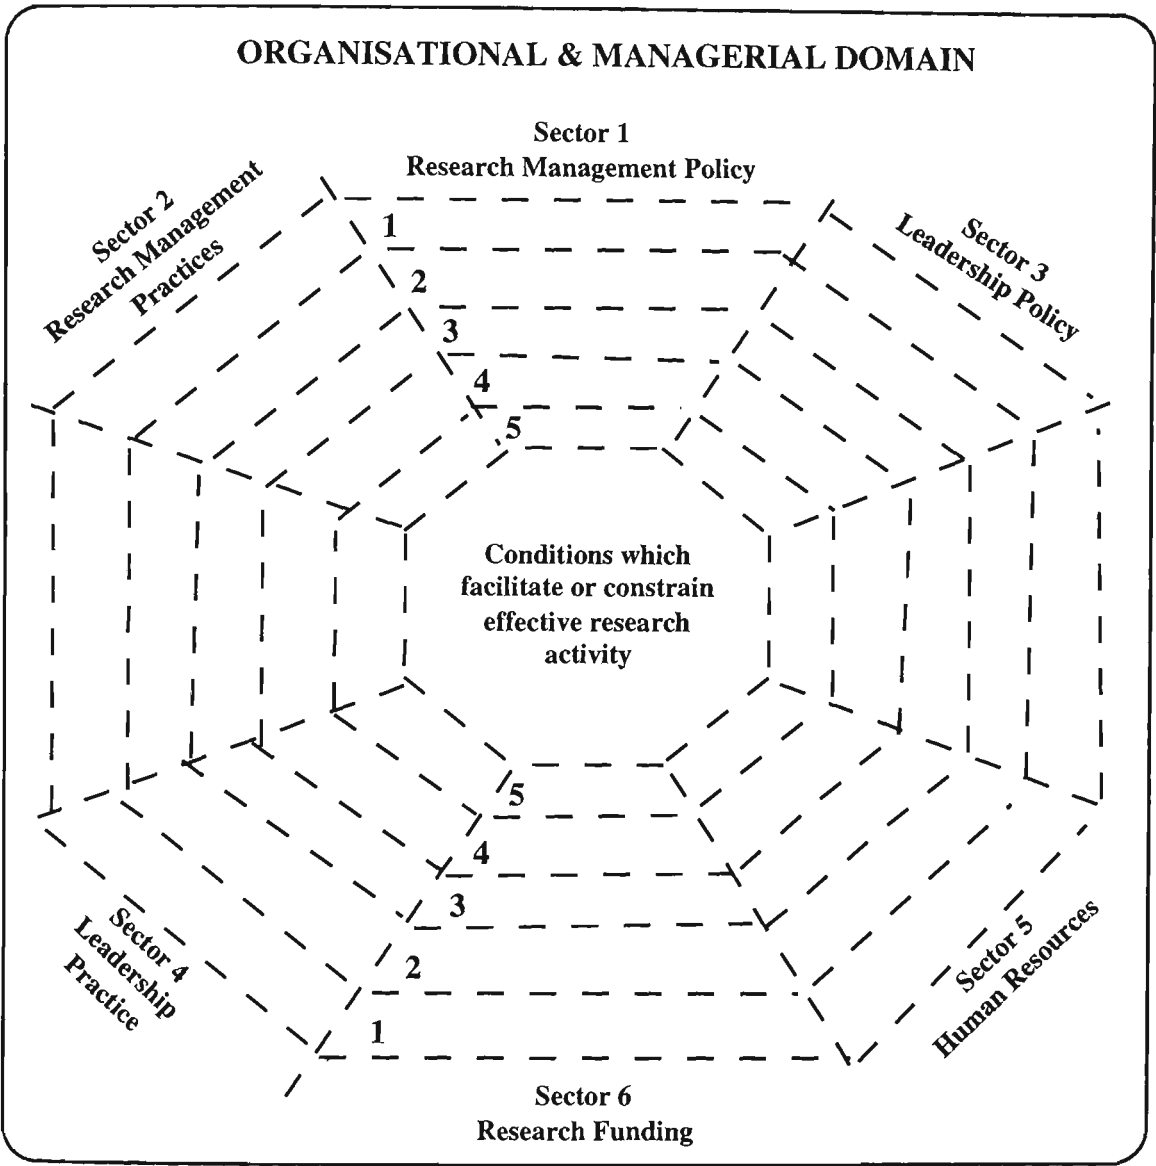 ORGANISATIONAL & MANAGERIAL DOMAIN
Sector 1
Research Management Policy
Sector 2
Research Management
Practices
Sector 3
Leadership Policy
1
2
3
4
5
Conditions which
facilitate or constrain
effective research
activity
5
4
3
2
1
Sector 4
Leadership
Practice
Sector 5
Human Resources
Sector 6
Research Funding